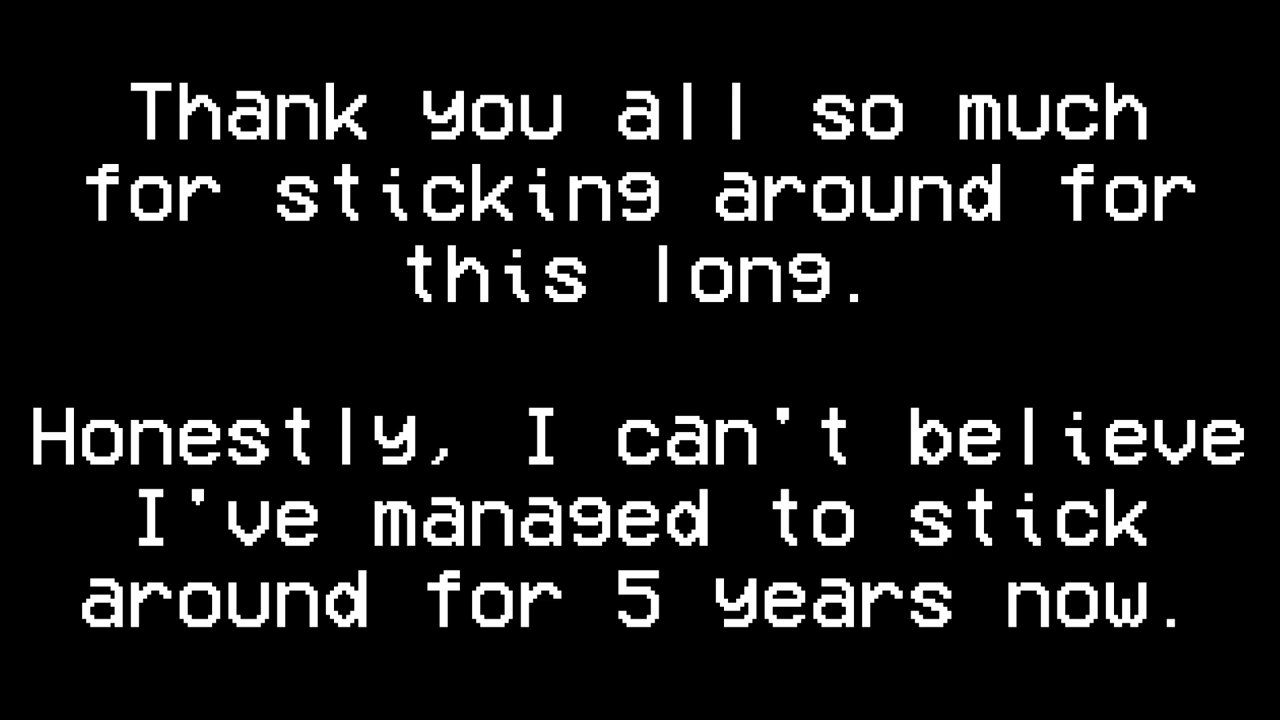 Thank you all so much
for sticking around for
this long.
Honestly, I can't believe
I've managed to stick
around for 5 years now.